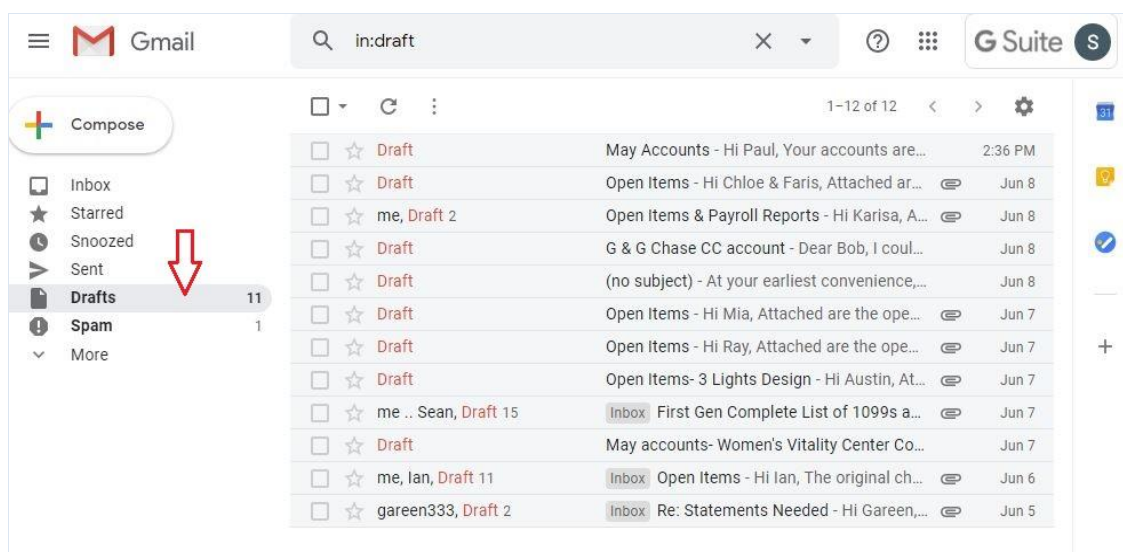 Gmail
in:draft
G Suite
S
Compose
1–12 of 12
31
Inbox
Starred
Snoozed
Sent
Drafts 11
Spam 1
More
Draft May Accounts - Hi Paul, Your accounts are... 2:36 PM
Draft Open Items - Hi Chloe & Faris, Attached ar... Jun 8
me, Draft 2 Open Items & Payroll Reports - Hi Karisa, A... Jun 8
Draft G & G Chase CC account - Dear Bob, I coul... Jun 8
Draft (no subject) - At your earliest convenience,... Jun 8
Draft Open Items - Hi Mia, Attached are the ope... Jun 7
Draft Open Items - Hi Ray, Attached are the ope... Jun 7
Draft Open Items- 3 Lights Design - Hi Austin, At... Jun 7
me .. Sean, Draft 15 Inbox First Gen Complete List of 1099s a... Jun 7
Draft May accounts- Women's Vitality Center Co... Jun 7
me, Ian, Draft 11 Inbox Open Items - Hi Ian, The original ch... Jun 6
gareen333, Draft 2 Inbox Re: Statements Needed - Hi Gareen,... Jun 5